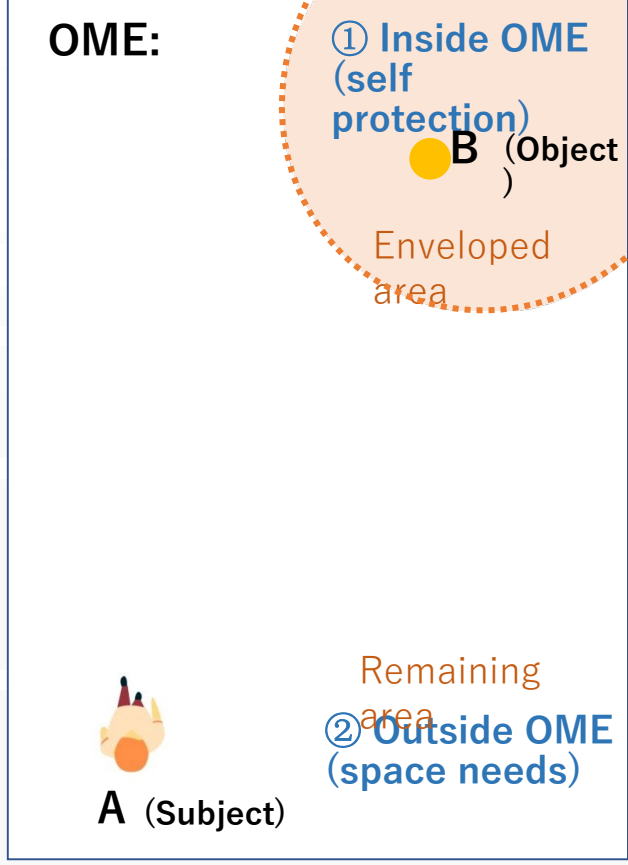 OME:
① Inside OME
(self
protection)
B (Object
)
Enveloped
area
Remaining
area
② Outside OME
(space needs)
A (Subject)